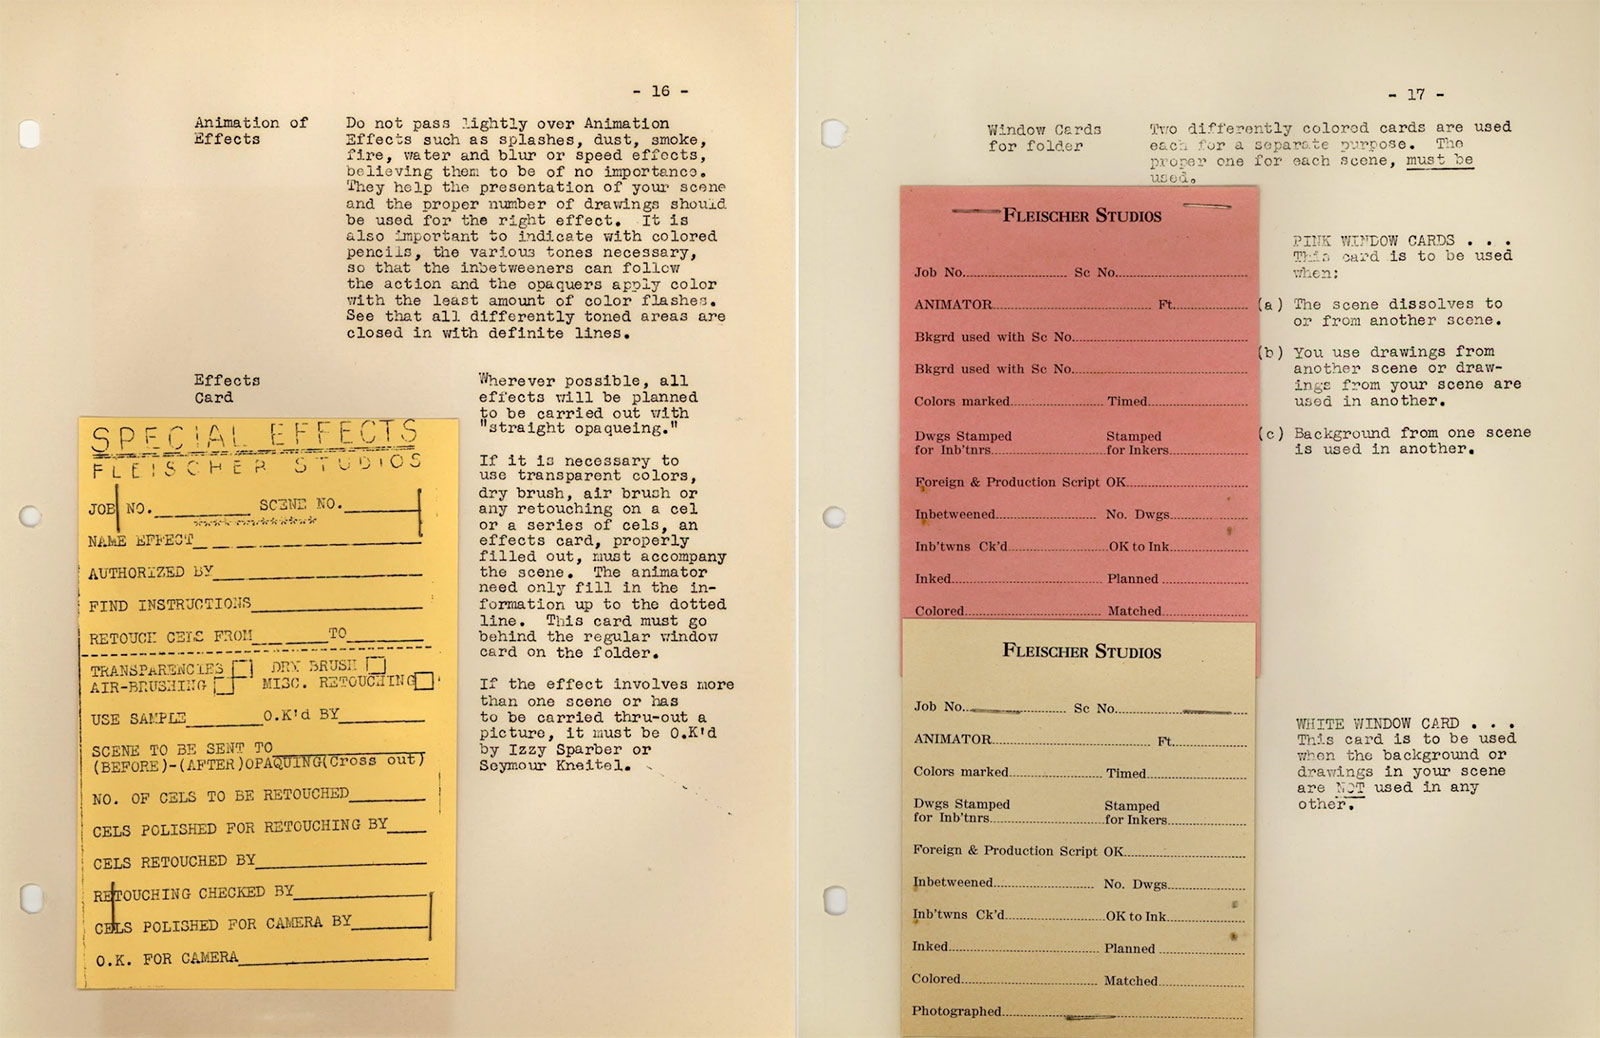 - 16 -
Animation of
Effects
Do not pass lightly over Animation
Effects such as splashes, dust, smoke,
fire, water and blur or speed effects,
believing them to be of no importance.
They help the presentation of your scene
and the proper number of drawings should
be used for the right effect. It is
also important to indicate with colored
pencils, the various tones necessary,
so that the inbetweeners can follow
the action and the opaquers apply color
with the least amount of color flashes.
See that all differently toned areas are
closed in with definite lines.
Effects
Card
Wherever possible, all
effects will be planned
to be carried out with
"straight opaqueing."
If it is necessary to
use transparent colors,
dry brush, air brush or
any retouching on a cel
or a series of cels, an
effects card, properly
filled out, must accompany
the scene. The animator
need only fill in the in-
formation up to the dotted
line. This card must go
behind the regular window
card on the folder.
If the effect involves more
than one scene or has
to be carried thru-out a
picture, it must be O.K'd
by Izzy Sparber or
Seymour Kneitel.
SPECIAL EFFECTS
FLEISCHER STUDIOS
JOB NO. SCENE NO.
NAME EFFECT
AUTHORIZED BY
FIND INSTRUCTIONS
RETOUCH CELS FROM TO
TRANSPARENCIES DRY BRUSH
AIR-BRUSHING MISC. RETOUCHING
USE SAMPLE O.K'd BY
SCENE TO BE SENT TO
(BEFORE)-(AFTER)OPAQUING(Cross out)
NO. OF CELS TO BE RETOUCHED
CELS POLISHED FOR RETOUCHING BY
CELS RETOUCHED BY
RETOUCHING CHECKED BY
CELS POLISHED FOR CAMERA BY
O.K. FOR CAMERA
- 17 -
Window Cards
for folder
Two differently colored cards are used
each for a separate purpose. The
proper one for each scene, must be
used.
FLEISCHER STUDIOS
Job No. Sc No.
ANIMATOR Ft.
Bkgrd used with Sc No.
Bkgrd used with Sc No.
Colors marked Timed
Dwgs Stamped Stamped
for Inb'tnrs. for Inkers
Foreign & Production Script OK
Inbetweened No. Dwgs
Inb'twns Ck'd OK to Ink
Inked Planned
Colored Matched
PINK WINDOW CARDS . . .
This card is to be used
when:
(a) The scene dissolves to
or from another scene.
(b) You use drawings from
another scene or draw-
ings from your scene are
used in another.
(c) Background from one scene
is used in another.
FLEISCHER STUDIOS
Job No. Sc No.
ANIMATOR Ft.
Colors marked Timed
Dwgs Stamped Stamped
for Inb'tnrs. for Inkers
Foreign & Production Script OK
Inbetweened No. Dwgs
Inb'twns Ck'd OK to Ink
Inked Planned
Colored Matched
Photographed
WHITE WINDOW CARD . . .
This card is to be used
when the background or
drawings in your scene
are NOT used in any
other.